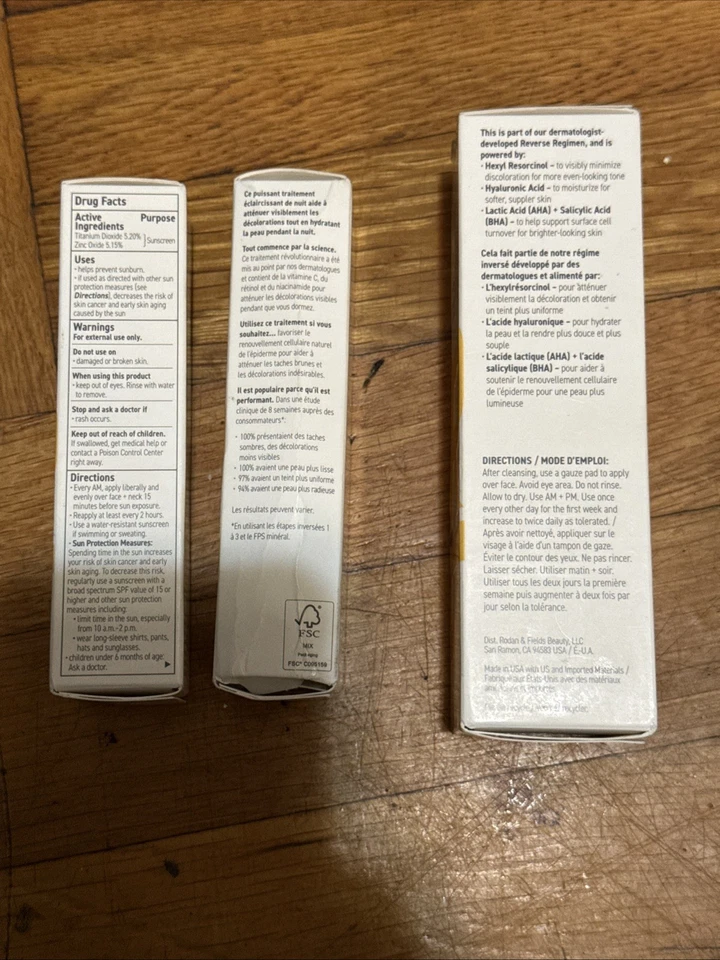 Drug Facts
Active Purpose
Ingredients
Titanium Dioxide 5.20%
Zinc Oxide 5.15%
Sunscreen
Uses
• helps prevent sunburn.
• if used as directed with other sun
protection measures (see
Directions), decreases the risk of
skin cancer and early skin aging
caused by the sun
Warnings
For external use only.
Do not use on
• damaged or broken skin.
When using this product
• keep out of eyes. Rinse with water
to remove.
Stop and ask a doctor if
• rash occurs.
Keep out of reach of children.
If swallowed, get medical help or
contact a Poison Control Center
right away.
Directions
• Every AM, apply liberally and
evenly over face + neck 15
minutes before sun exposure.
• Reapply at least every 2 hours.
• Use a water-resistant sunscreen
if swimming or sweating.
• Sun Protection Measures:
Spending time in the sun increases
your risk of skin cancer and early
skin aging. To decrease this risk,
regularly use a sunscreen with a
broad spectrum SPF value of 15 or
higher and other sun protection
measures including:
• limit time in the sun, especially
from 10 a.m.–2 p.m.
• wear long-sleeve shirts, pants,
hats and sunglasses.
• children under 6 months of age:
Ask a doctor.
Ce puissant traitement
éclaircissant de nuit aide à
atténuer visiblement les
décolorations tout en hydratant
la peau pendant la nuit.
Tout commence par la science.
Ce traitement révolutionnaire a été
mis au point par nos dermatologues
et contient de la vitamine C, du
rétinol et du niacinamide pour
atténuer les décolorations visibles
pendant que vous dormez.
Utilisez ce traitement si vous
souhaitez... favoriser le
renouvellement cellulaire naturel
de l'épiderme pour aider à
atténuer les taches brunes et
les décolorations indésirables.
Il est populaire parce qu'il est
performant. Dans une étude
clinique de 8 semaines auprès des
consommateurs*:
• 100% présentaient des taches
sombres, des décolorations
moins visibles
• 100% avaient une peau plus lisse
• 97% avaient un teint plus uniforme
• 94% avaient une peau plus radieuse
Les résultats peuvent varier.
*En utilisant les étapes inversées 1
à 3 et le FPS minéral.
FSC
MIX
Packaging
FSC® C005159
This is part of our dermatologist-
developed Reverse Regimen, and is
powered by:
• Hexyl Resorcinol – to visibly minimize
discoloration for more even-looking tone
• Hyaluronic Acid – to moisturize for
softer, suppler skin
• Lactic Acid (AHA) + Salicylic Acid
(BHA) – to help support surface cell
turnover for brighter-looking skin
Cela fait partie de notre régime
inversé développé par des
dermatologues et alimenté par:
• L'hexylrésorcinol – pour atténuer
visiblement la décoloration et obtenir
un teint plus uniforme
• L'acide hyaluronique – pour hydrater
la peau et la rendre plus douce et plus
souple
• L'acide lactique (AHA) + l'acide
salicylique (BHA) – pour aider à
soutenir le renouvellement cellulaire
de l'épiderme pour une peau plus
lumineuse
DIRECTIONS / MODE D'EMPLOI:
After cleansing, use a gauze pad to apply
over face. Avoid eye area. Do not rinse.
Allow to dry. Use AM + PM. Use once
every other day for the first week and
increase to twice daily as tolerated. /
Après avoir nettoyé, appliquer sur le
visage à l'aide d'un tampon de gaze.
Éviter le contour des yeux. Ne pas rincer.
Laisser sécher. Utiliser matin + soir.
Utiliser tous les deux jours la première
semaine puis augmenter à deux fois par
jour selon la tolérance.
Dist. Rodan & Fields Beauty, LLC
San Ramon, CA 94583 USA / É.-U.A.
Made in USA with US and Imported Materials /
Fabriqué aux États-Unis avec des matériaux